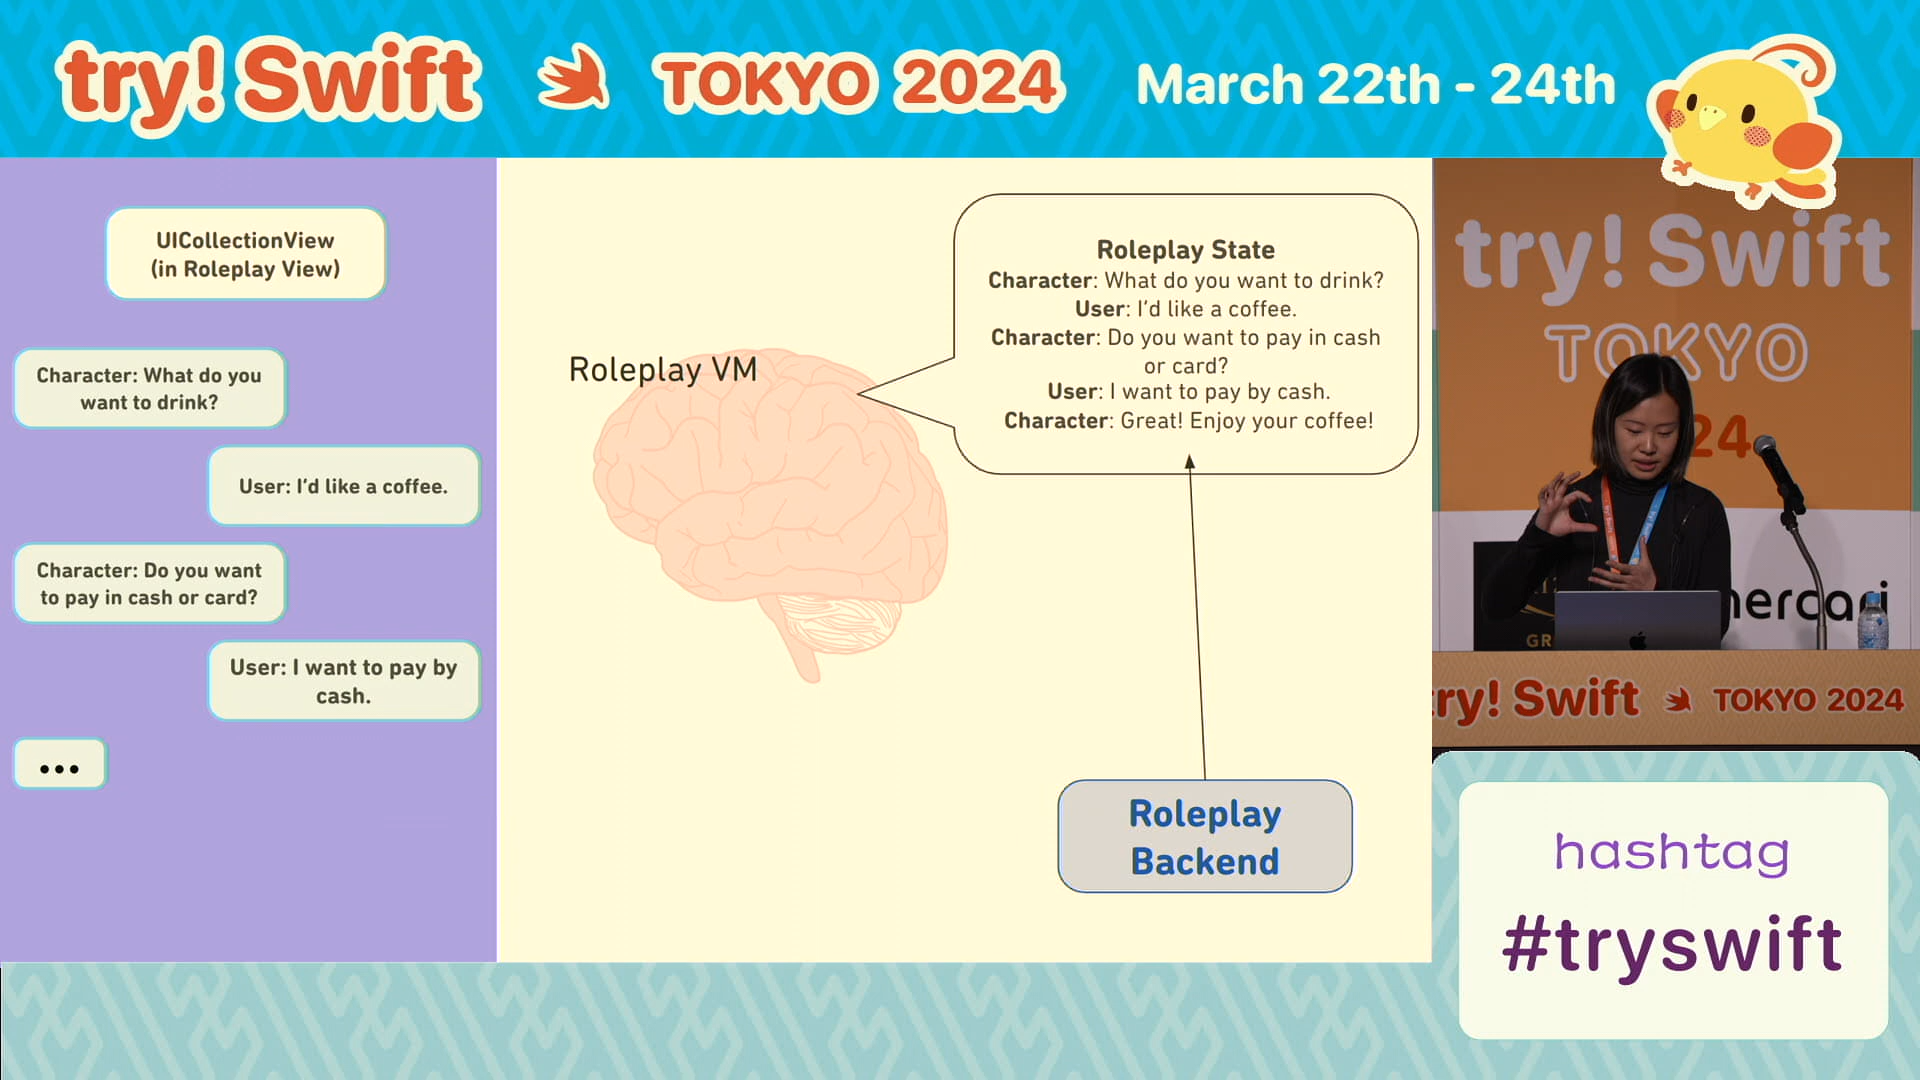 try! Swift TOKYO 2024 March 22th - 24th
UICollectionView
(in Roleplay View)
Character: What do you
want to drink?
User: I'd like a coffee.
Character: Do you want
to pay in cash or card?
User: I want to pay by
cash.
...
Roleplay VM
Roleplay State
Character: What do you want to drink?
User: I'd like a coffee.
Character: Do you want to pay in cash
or card?
User: I want to pay by cash.
Character: Great! Enjoy your coffee!
Roleplay
Backend
try! Swift
TOKYO
24
mercari
GR
try! Swift TOKYO 2024
hashtag
#tryswift